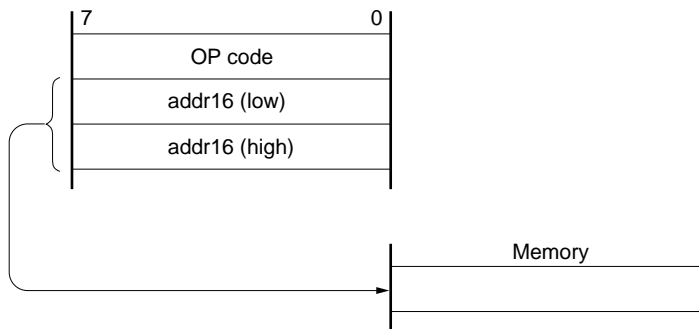 7 0
OP code
addr16 (low)
addr16 (high)
Memory